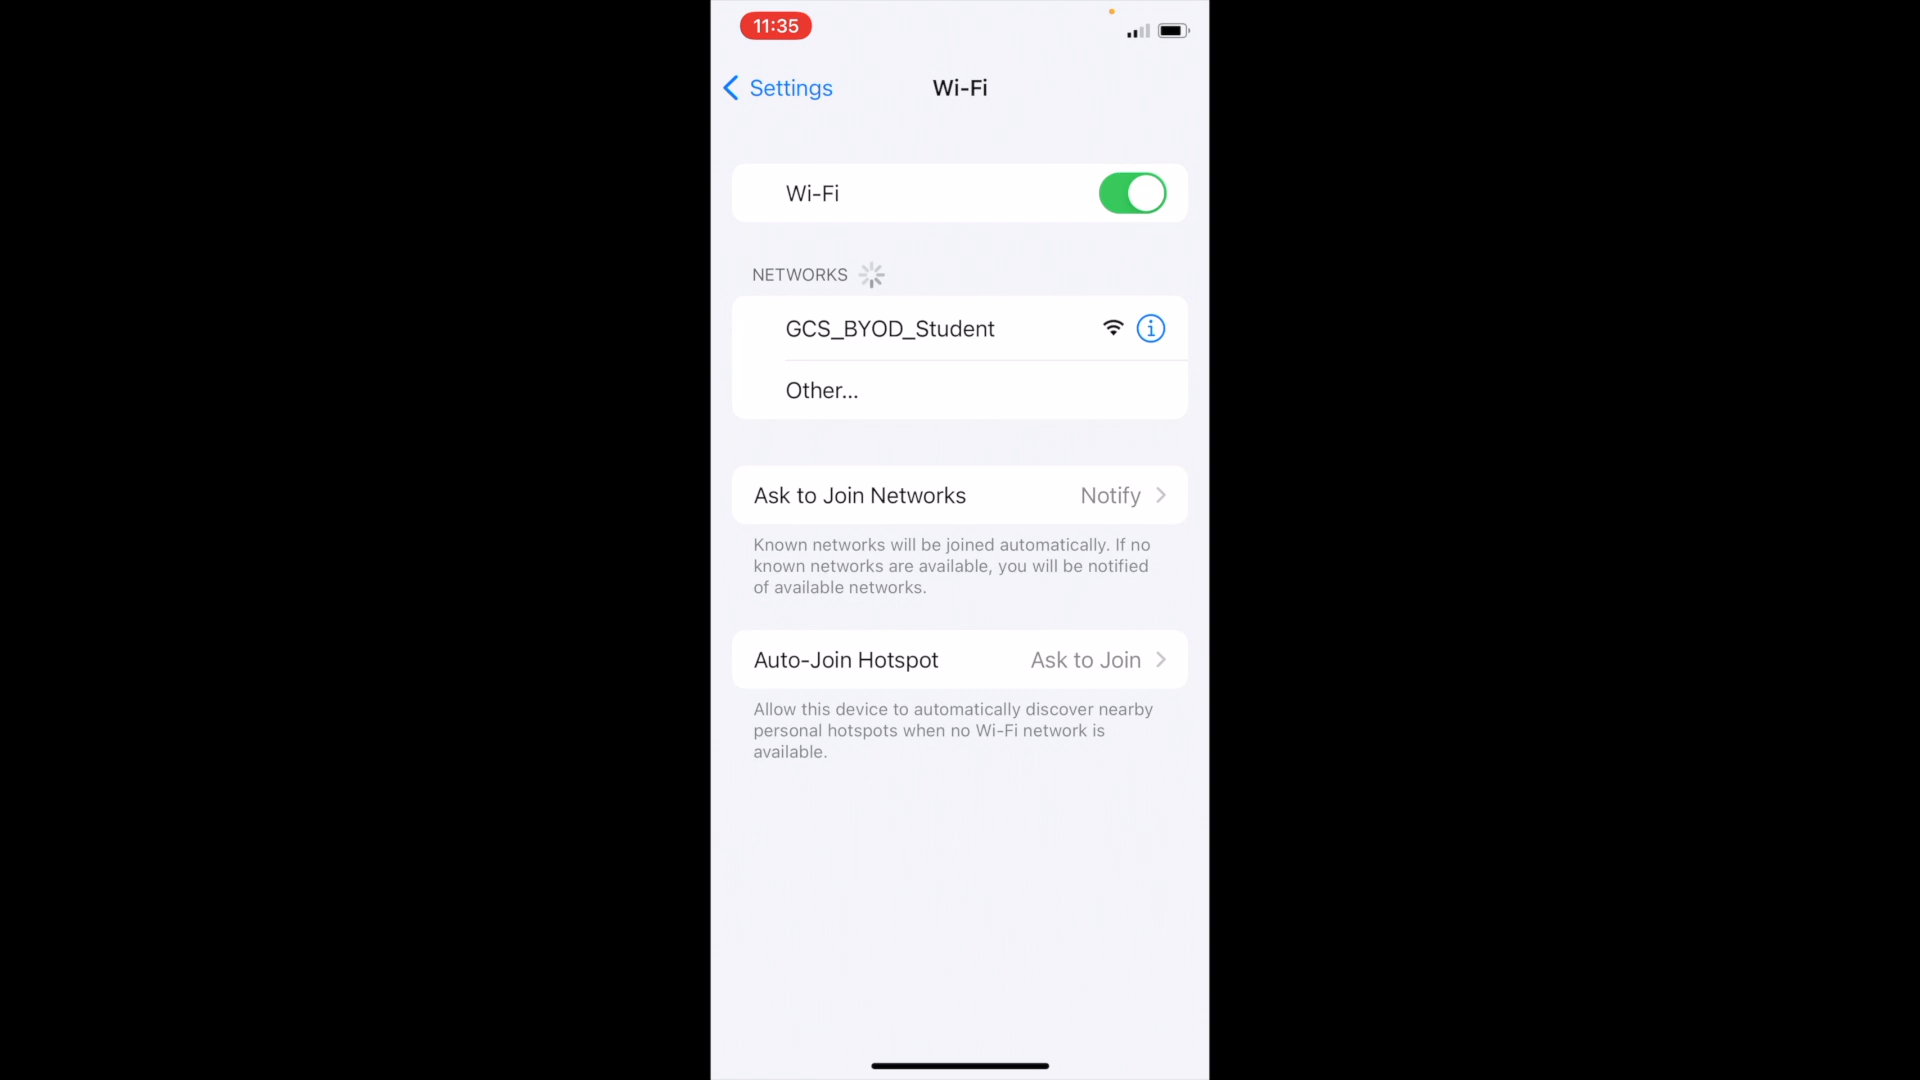 11:35
Settings
Wi-Fi
Wi-Fi
NETWORKS
GCS_BYOD_Student
Other...
Ask to Join Networks Notify
Known networks will be joined automatically. If no
known networks are available, you will be notified
of available networks.
Auto-Join Hotspot Ask to Join
Allow this device to automatically discover nearby
personal hotspots when no Wi-Fi network is
available.